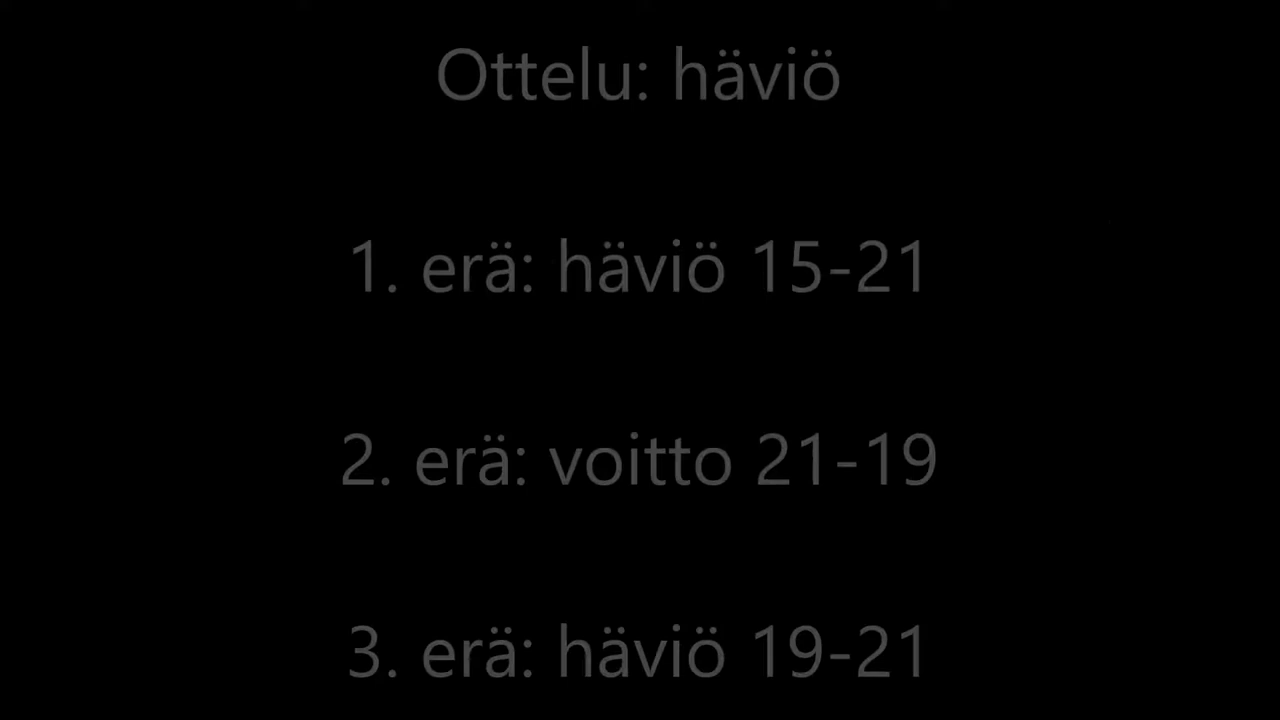 Ottelu: häviö
1. erä: häviö 15-21
2. erä: voitto 21-19
3. erä: häviö 19-21